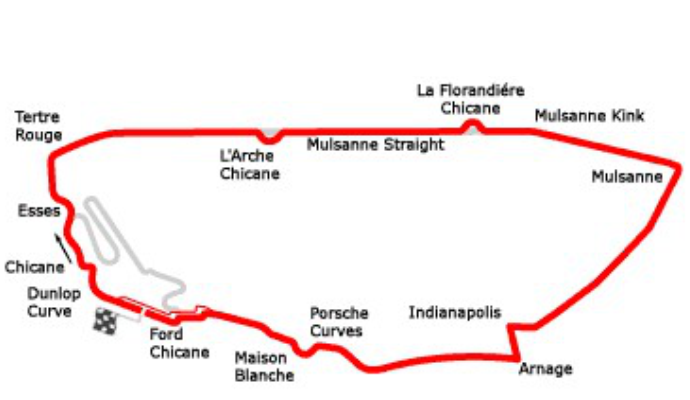 La Florandiére
Chicane
Tertre
Rouge
Mulsanne Kink
L'Arche
Chicane
Mulsanne Straight
Mulsanne
Esses
Chicane
Dunlop
Curve
Ford
Chicane
Maison
Blanche
Porsche
Curves
Indianapolis
Arnage